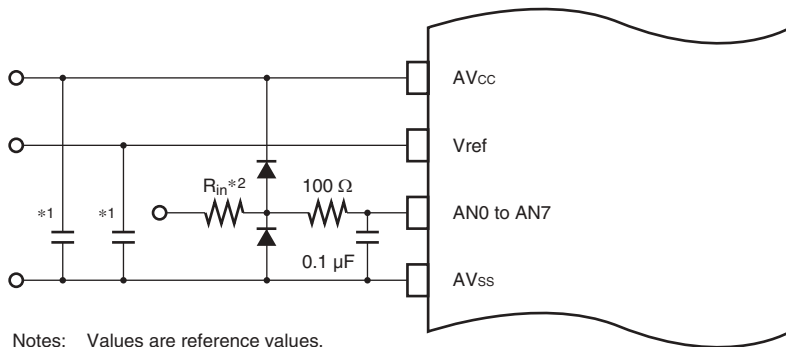 AVCC
Vref
Rin*2
100 Ω
*1
*1
AN0 to AN7
0.1 µF
AVSS
Notes: Values are reference values.